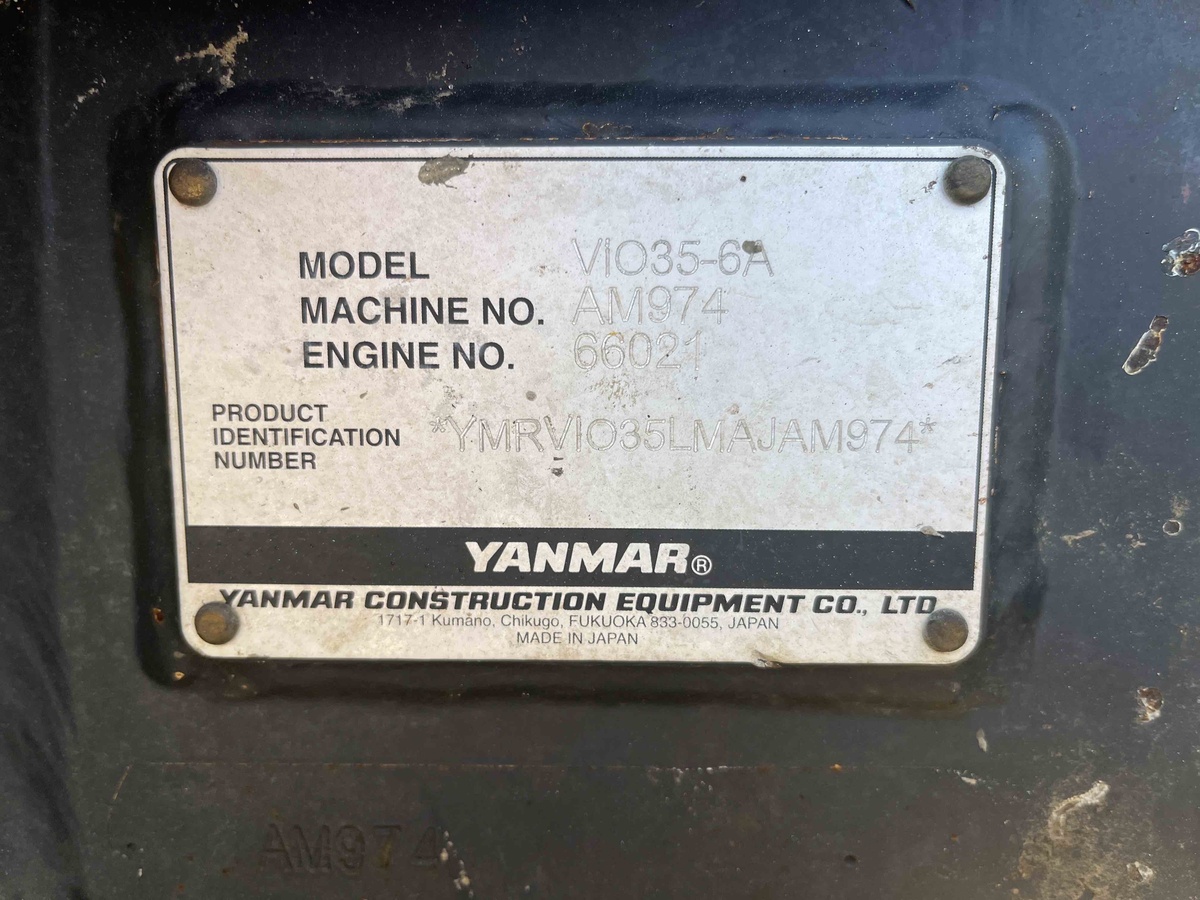 MODEL VIO35-6A
MACHINE NO. AM974
ENGINE NO. 66021
PRODUCT
IDENTIFICATION *YMRVIO35LMAJAM974*
NUMBER
YANMAR®
YANMAR CONSTRUCTION EQUIPMENT CO., LTD
1717-1 Kumano, Chikugo, FUKUOKA 833-0055, JAPAN
MADE IN JAPAN
AM974